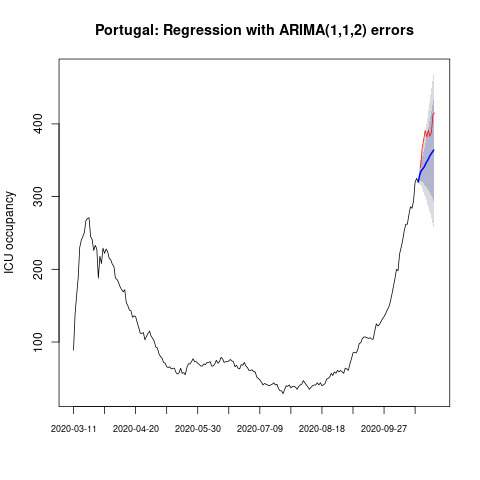 Portugal: Regression with ARIMA(1,1,2) errors
ICU occupancy
400
300
200
100
2020-03-11 2020-04-20 2020-05-30 2020-07-09 2020-08-18 2020-09-27